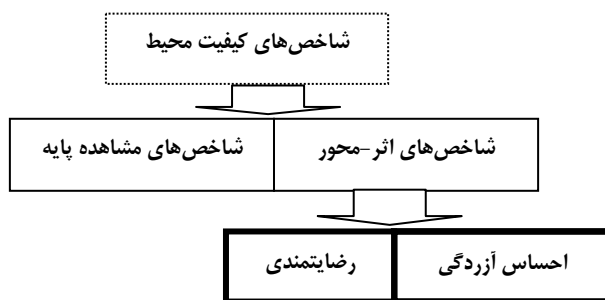 شاخص‌های کیفیت محیط
شاخص‌های اثر-محور
شاخص‌های مشاهده پایه
احساس آزردگی
رضایتمندی